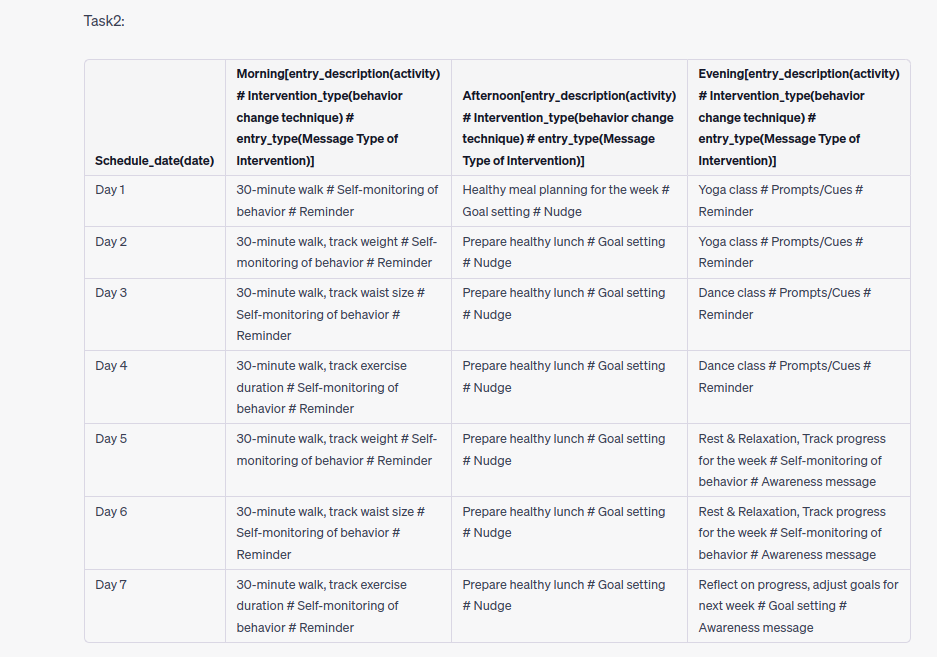 Task2:
Schedule_date(date)
Morning[entry_description(activity)
# Intervention_type(behavior
change technique) #
entry_type(Message Type of
Intervention)]
Afternoon[entry_description(activity)
# Intervention_type(behavior change
technique) # entry_type(Message
Type of Intervention)]
Evening[entry_description(activity)
# Intervention_type(behavior
change technique) #
entry_type(Message Type of
Intervention)]
Day 1
30-minute walk # Self-monitoring of
behavior # Reminder
Healthy meal planning for the week #
Goal setting # Nudge
Yoga class # Prompts/Cues #
Reminder
Day 2
30-minute walk, track weight # Self-
monitoring of behavior # Reminder
Prepare healthy lunch # Goal setting
# Nudge
Yoga class # Prompts/Cues #
Reminder
Day 3
30-minute walk, track waist size #
Self-monitoring of behavior #
Reminder
Prepare healthy lunch # Goal setting
# Nudge
Dance class # Prompts/Cues #
Reminder
Day 4
30-minute walk, track exercise
duration # Self-monitoring of
behavior # Reminder
Prepare healthy lunch # Goal setting
# Nudge
Dance class # Prompts/Cues #
Reminder
Day 5
30-minute walk, track weight # Self-
monitoring of behavior # Reminder
Prepare healthy lunch # Goal setting
# Nudge
Rest & Relaxation, Track progress
for the week # Self-monitoring of
behavior # Awareness message
Day 6
30-minute walk, track waist size #
Self-monitoring of behavior #
Reminder
Prepare healthy lunch # Goal setting
# Nudge
Rest & Relaxation, Track progress
for the week # Self-monitoring of
behavior # Awareness message
Day 7
30-minute walk, track exercise
duration # Self-monitoring of
behavior # Reminder
Prepare healthy lunch # Goal setting
# Nudge
Reflect on progress, adjust goals for
next week # Goal setting #
Awareness message